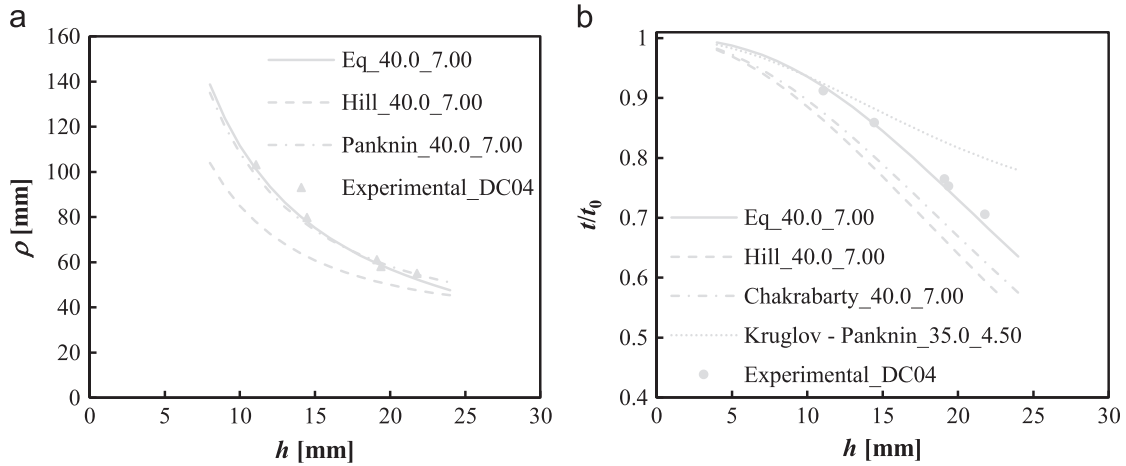 a
160
140
120
100
80
60
40
20
0
ρ [mm]
0 5 10 15 20 25 30
h [mm]
Eq_40.0_7.00
Hill_40.0_7.00
Panknin_40.0_7.00
Experimental_DC04
b
1
0.9
0.8
0.7
0.6
0.5
0.4
t/t0
0 5 10 15 20 25 30
h [mm]
Eq_40.0_7.00
Hill_40.0_7.00
Chakrabarty_40.0_7.00
Kruglov - Panknin_35.0_4.50
Experimental_DC04